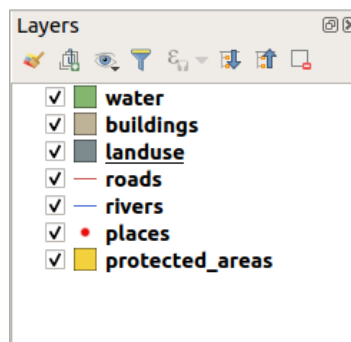 Layers
water
buildings
landuse
roads
rivers
places
protected_areas